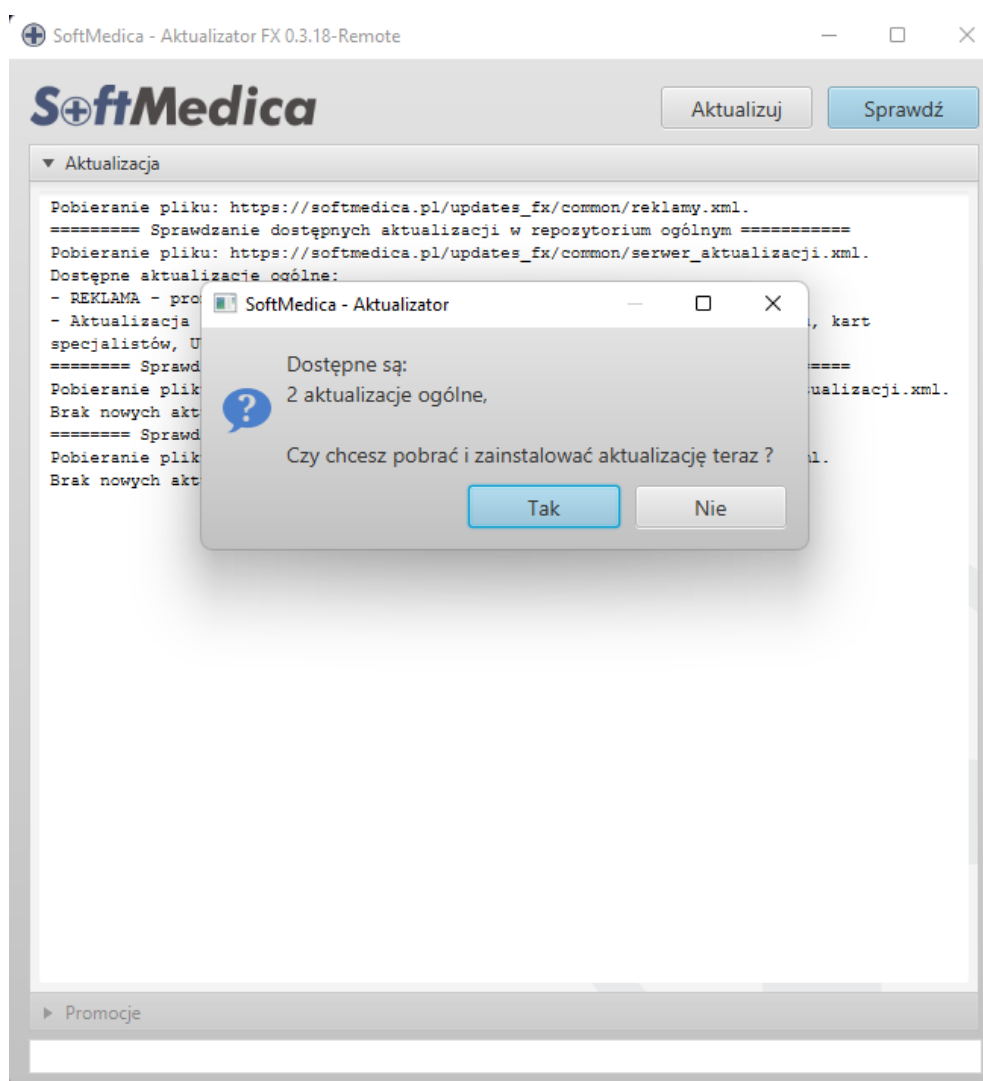 SoftMedica - Aktualizator FX 0.3.18-Remote
SoftMedica
Aktualizuj
Sprawdź
Aktualizacja
Pobieranie pliku: https://softmedica.pl/updates_fx/common/reklamy.xml.
========= Sprawdzanie dostępnych aktualizacji w repozytorium ogólnym ===========
Pobieranie pliku: https://softmedica.pl/updates_fx/common/serwer_aktualizacji.xml.
Dostępne aktualizacje ogólne:
- REKLAMA - pro
- Aktualizacja , kart
specjalistów, U
======== Sprawd ====
Pobieranie plik ualizacji.xml.
Brak nowych akt
======== Sprawd
Pobieranie plik l.
Brak nowych akt
SoftMedica - Aktualizator
Dostępne są:
2 aktualizacje ogólne,
Czy chcesz pobrać i zainstalować aktualizację teraz ?
Tak
Nie
Promocje